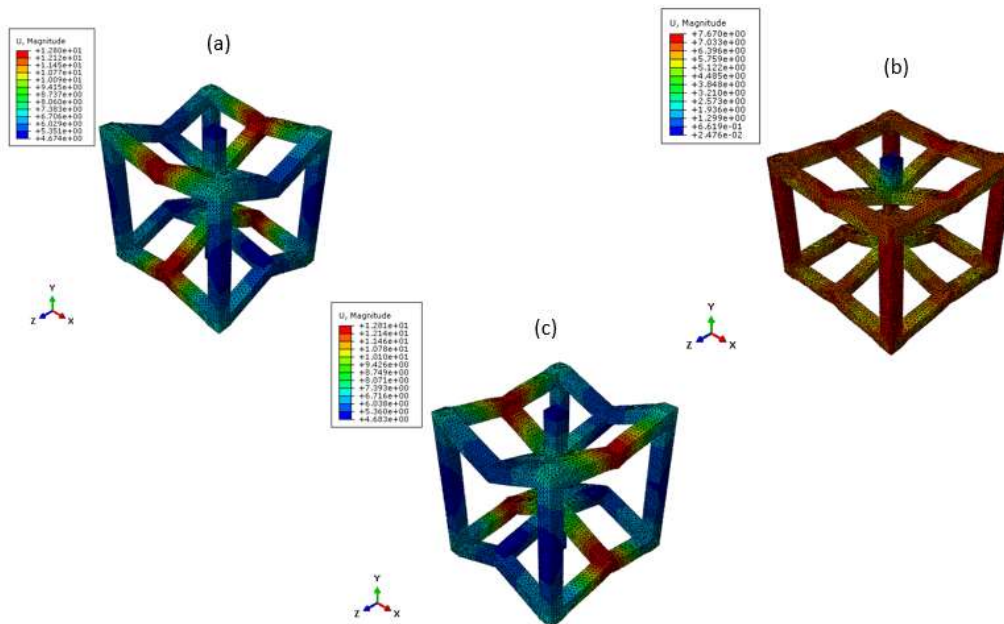 (a)
U, Magnitude
+1.280e+01
+1.212e+01
+1.145e+01
+1.077e+01
+1.009e+01
+9.415e+00
+8.737e+00
+8.060e+00
+7.383e+00
+6.706e+00
+6.029e+00
+5.351e+00
+4.674e+00
Y
Z
X
(b)
U, Magnitude
+7.670e+00
+7.033e+00
+6.396e+00
+5.759e+00
+5.122e+00
+4.485e+00
+3.848e+00
+3.210e+00
+2.573e+00
+1.936e+00
+1.299e+00
+6.619e-01
+2.476e-02
Y
Z
X
(c)
U, Magnitude
+1.281e+01
+1.214e+01
+1.146e+01
+1.078e+01
+1.010e+01
+9.426e+00
+8.749e+00
+8.071e+00
+7.393e+00
+6.716e+00
+6.038e+00
+5.360e+00
+4.683e+00
Y
Z
X